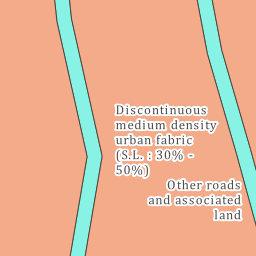 Discontinuous
medium density
urban fabric
(S.L. : 30% -
50%)
Other roads
and associated
land